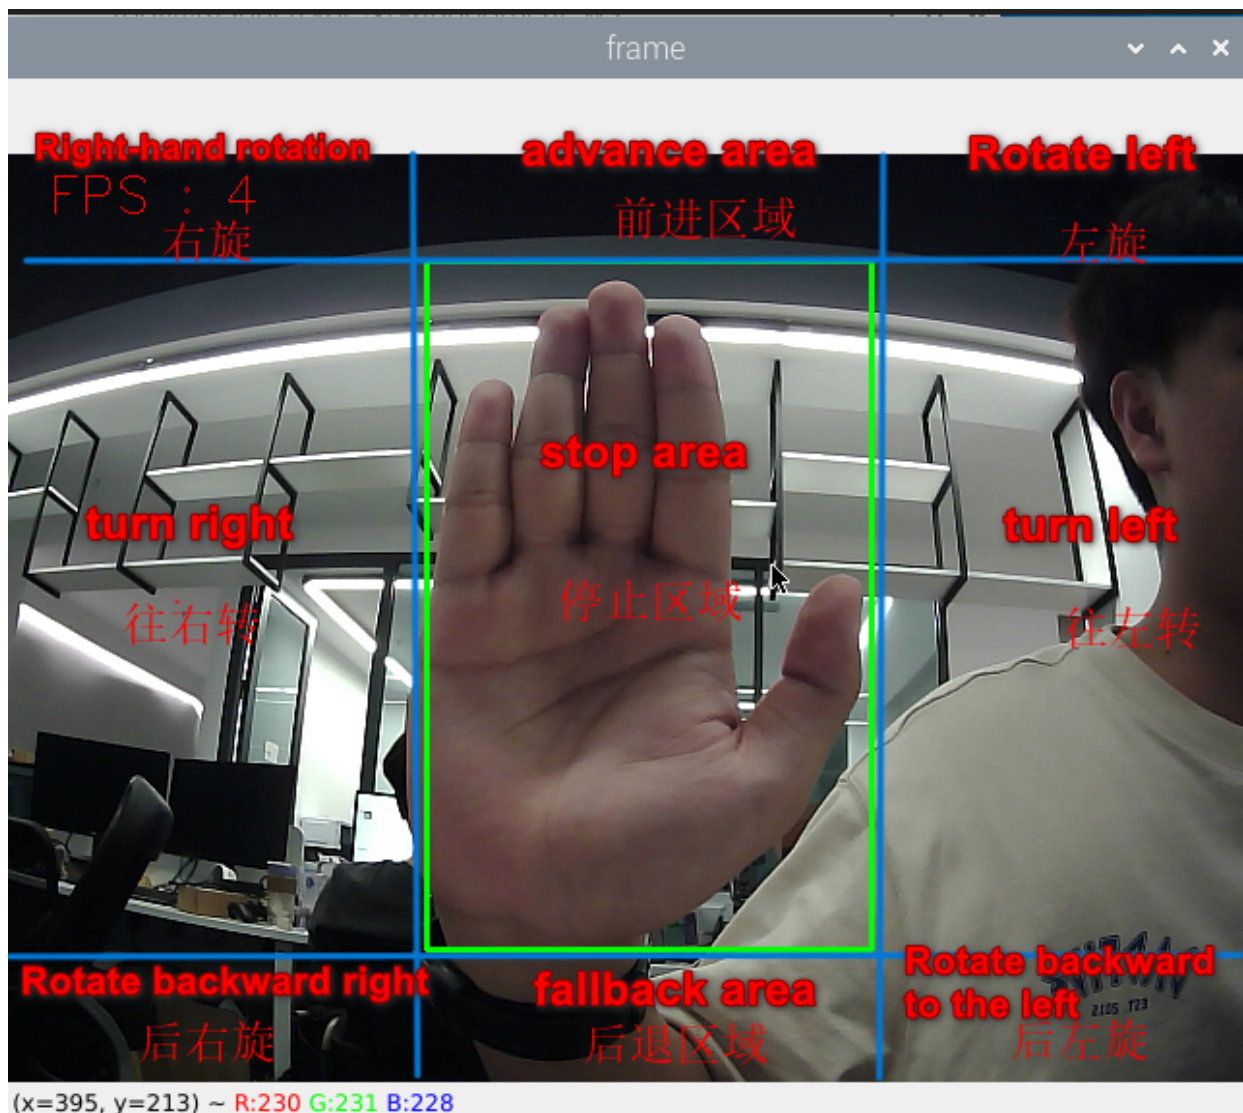 frame
Right-hand rotation
advance area
Rotate left
FPS : 4
右旋
前进区域
左旋
stop area
turn right
turn left
停止区域
往右转
往左转
Rotate backward right
fallback area
Rotate backward
to the left
后右旋
后退区域
后左旋
(x=395, y=213) ~ R:230 G:231 B:228